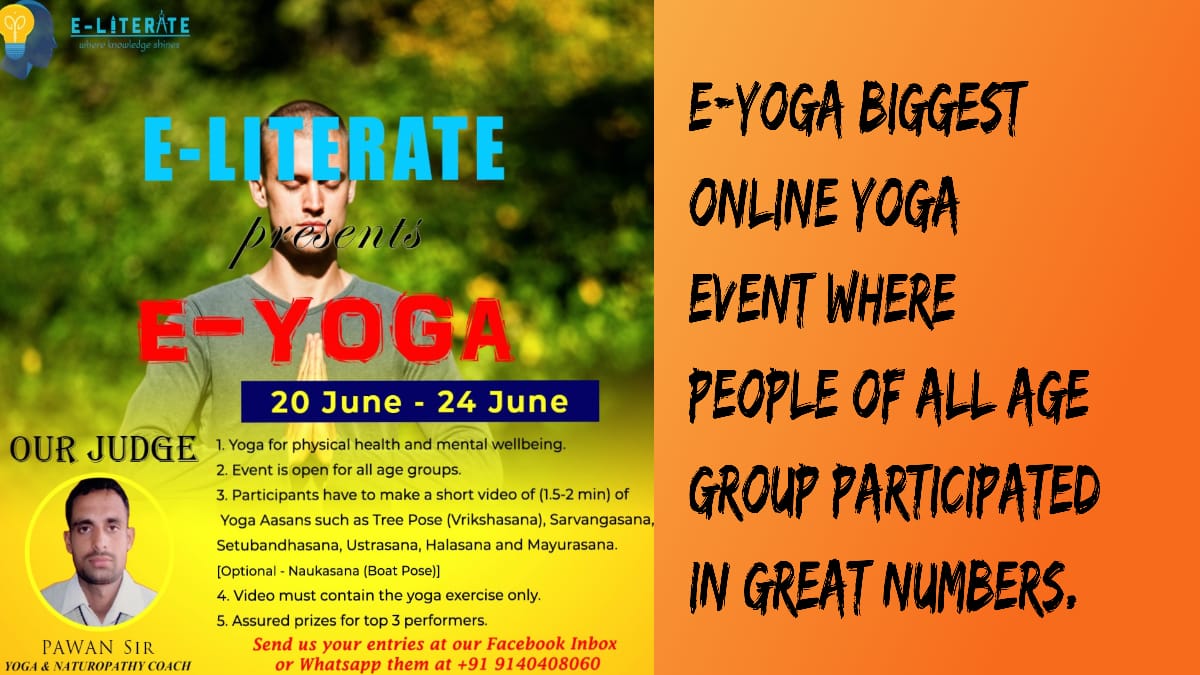 E-LITERATE
where knowledge shines
E-LITERATE
presents
E-YOGA
20 June - 24 June
OUR JUDGE
PAWAN SIR
YOGA & NATUROPATHY COACH
1. Yoga for physical health and mental wellbeing.
2. Event is open for all age groups.
3. Participants have to make a short video of (1.5-2 min) of
Yoga Aasans such as Tree Pose (Vrikshasana), Sarvangasana,
Setubandhasana, Ustrasana, Halasana and Mayurasana.
[Optional - Naukasana (Boat Pose)]
4. Video must contain the yoga exercise only.
5. Assured prizes for top 3 performers.
Send us your entries at our Facebook Inbox
or Whatsapp them at +91 9140408060
E-YOGA BIGGEST
ONLINE YOGA
EVENT WHERE
PEOPLE OF ALL AGE
GROUP PARTICIPATED
IN GREAT NUMBERS.